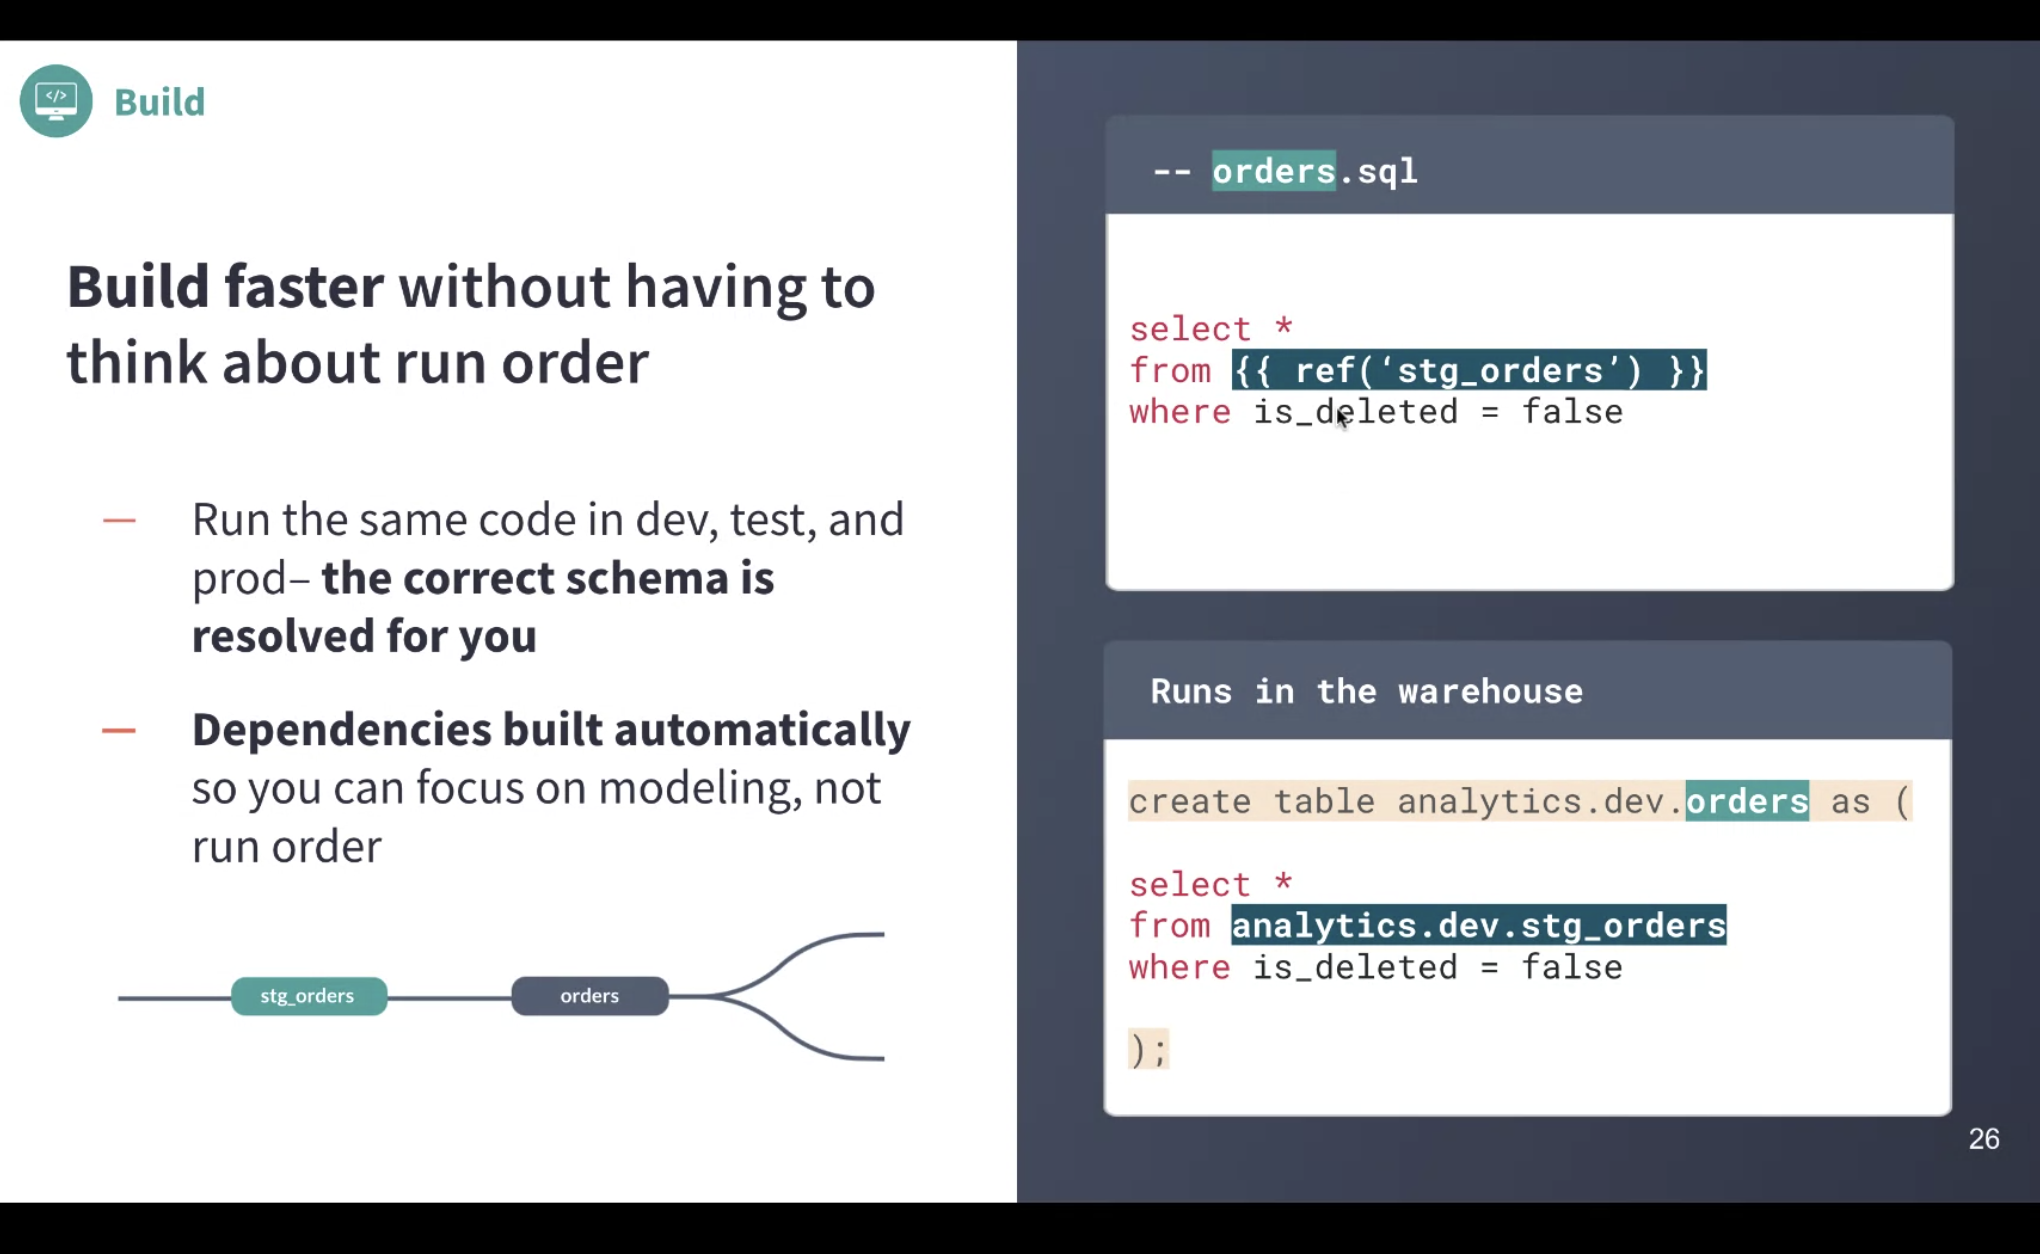 </>
Build
Build faster without having to
think about run order
— Run the same code in dev, test, and
prod– the correct schema is
resolved for you
— Dependencies built automatically
so you can focus on modeling, not
run order
stg_orders
orders
-- orders.sql
select *
from {{ ref(‘stg_orders’) }}
where is_deleted = false
Runs in the warehouse
create table analytics.dev.orders as (
select *
from analytics.dev.stg_orders
where is_deleted = false
);
26